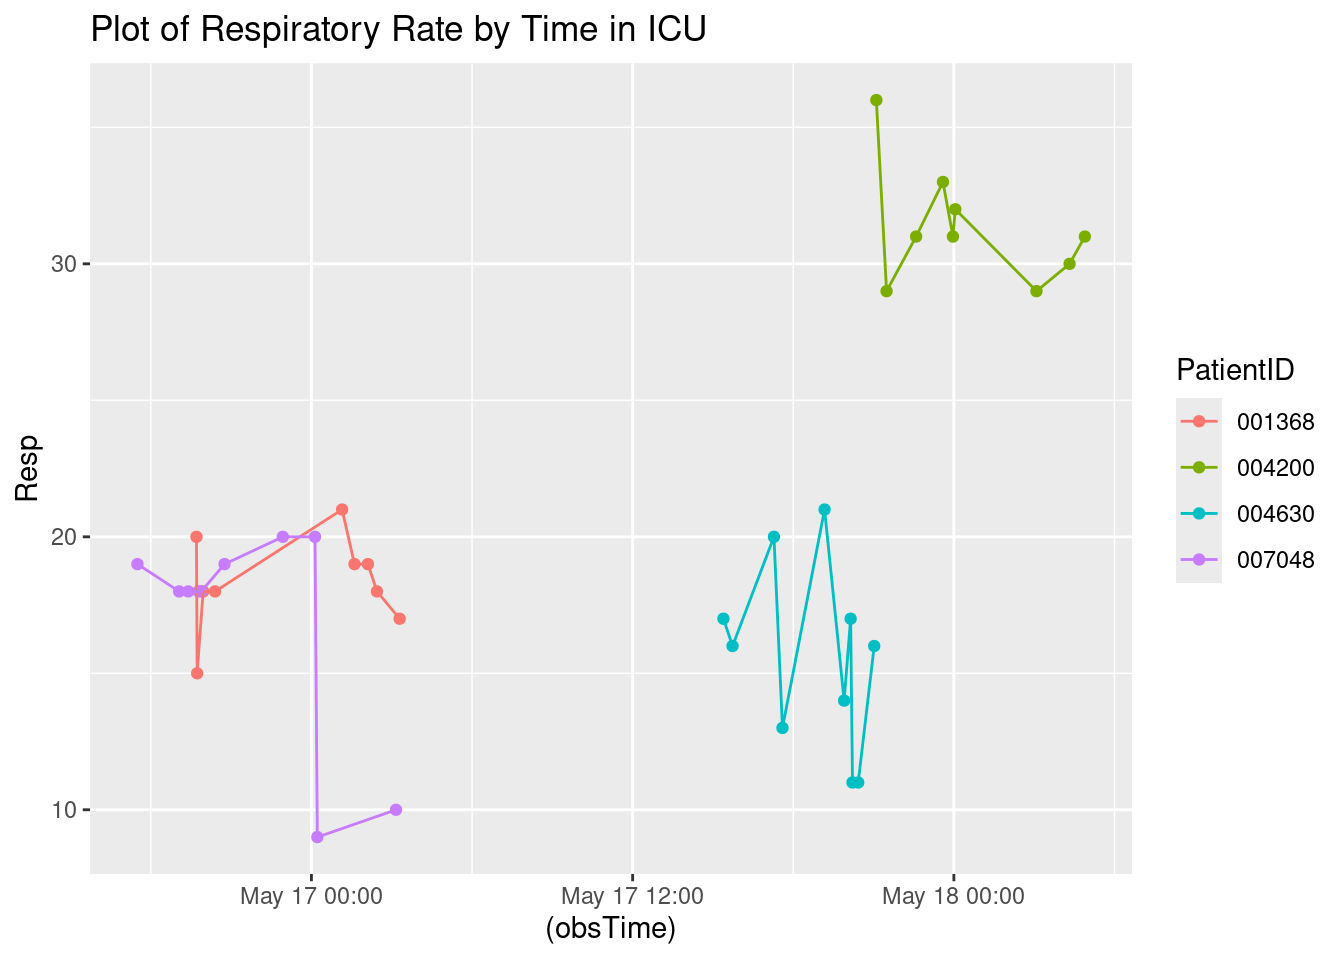 Plot of Respiratory Rate by Time in ICU
Resp
30
20
10
May 17 00:00
May 17 12:00
May 18 00:00
(obsTime)
PatientID
001368
004200
004630
007048